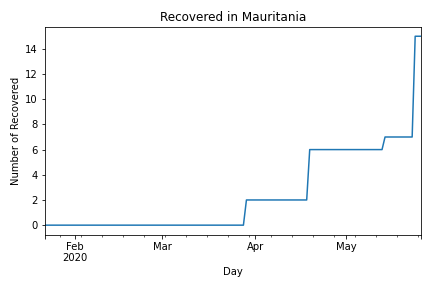 Recovered in Mauritania
Number of Recovered
14
12
10
8
6
4
2
0
Feb
2020
Mar
Apr
May
Day